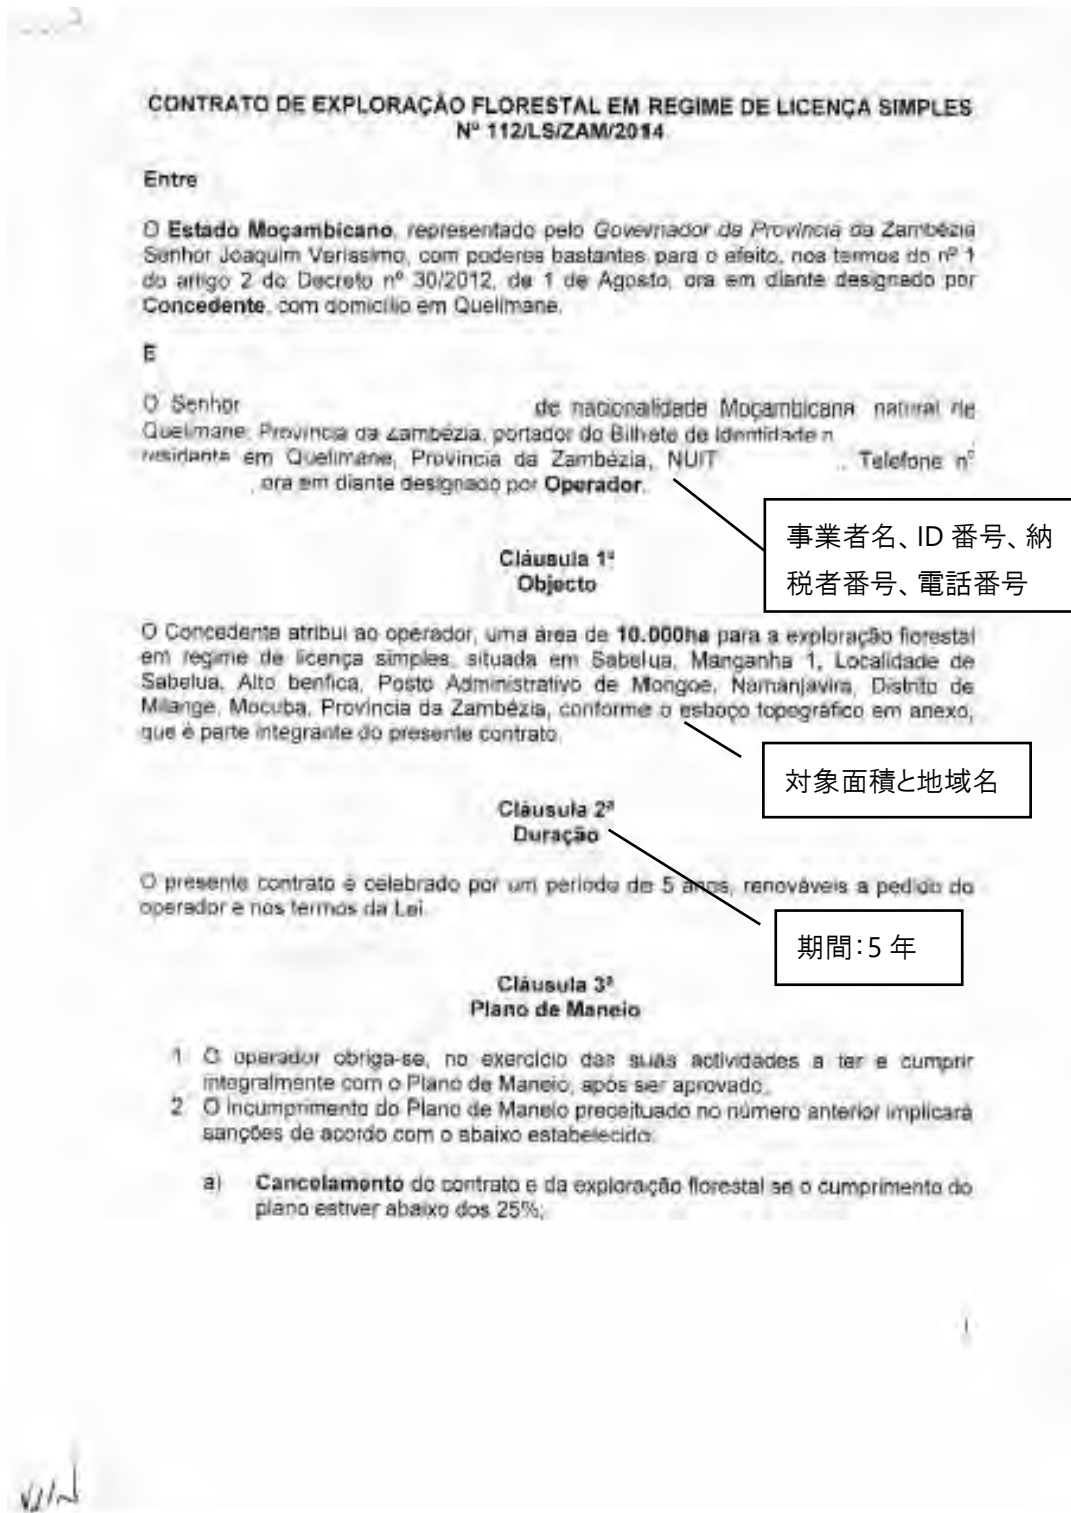 CONTRATO DE EXPLORAÇÃO FLORESTAL EM REGIME DE LICENÇA SIMPLES
Nº 112/LS/ZAM/2014
Entre
O Estado Moçambicano, representado pelo Governador da Província da Zambézia
Senhor Joaquim Veríssimo, com poderes bastantes para o efeito, nos termos do nº 1
do artigo 2 do Decreto nº 30/2012, de 1 de Agosto, ora em diante designado por
Concedente, com domicílio em Quelimane.
E
O Senhor de nacionalidade Moçambicana natural de
Quelimane, Província da Zambézia, portador do Bilhete de Identidade n
residente em Quelimane, Província da Zambézia, NUIT . Telefone nº
, ora em diante designado por Operador.
事業者名、ID 番号、納
税者番号、電話番号
Cláusula 1ª
Objecto
O Concedente atribui ao operador, uma área de 10.000ha para a exploração florestal
em regime de licença simples, situada em Sabelua, Manganha 1, Localidade de
Sabelua, Alto benfica, Posto Administrativo de Mongoe, Namanjavira, Distrito de
Milange, Mocuba, Província da Zambézia, conforme o esboço topográfico em anexo,
que é parte integrante do presente contrato.
対象面積と地域名
Cláusula 2ª
Duração
O presente contrato é celebrado por um período de 5 anos, renováveis a pedido do
operador e nos termos da Lei.
期間：5 年
Cláusula 3ª
Plano de Maneio
1 O operador obriga-se, no exercício das suas actividades a ter e cumprir
integralmente com o Plano de Maneio, após ser aprovado.
2 O incumprimento do Plano de Maneio preceituado no número anterior implicará
sanções de acordo com o abaixo estabelecido:
a) Cancelamento do contrato e da exploração florestal se o cumprimento do
plano estiver abaixo dos 25%;